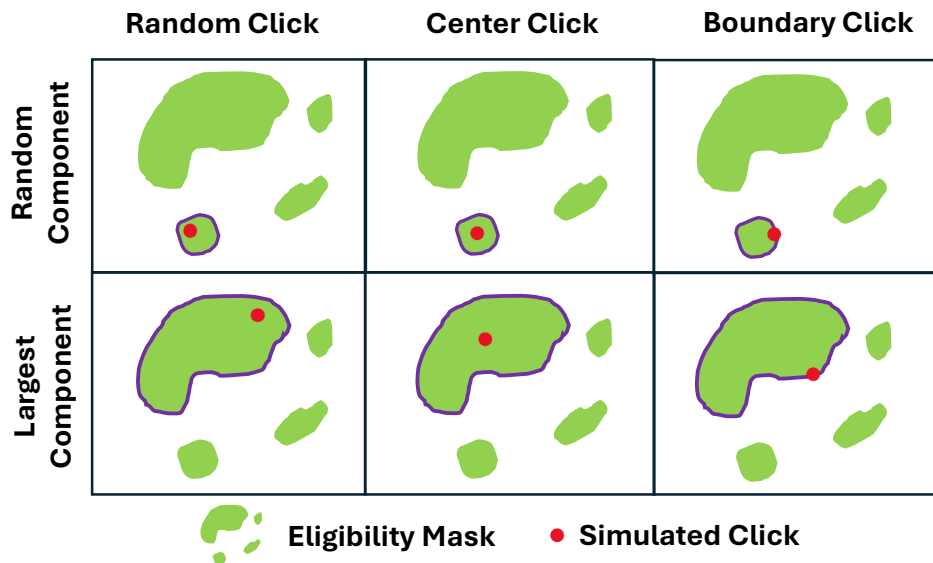 Random Click
Center Click
Boundary Click
Random
Component
Largest
Component
Eligibility Mask
Simulated Click